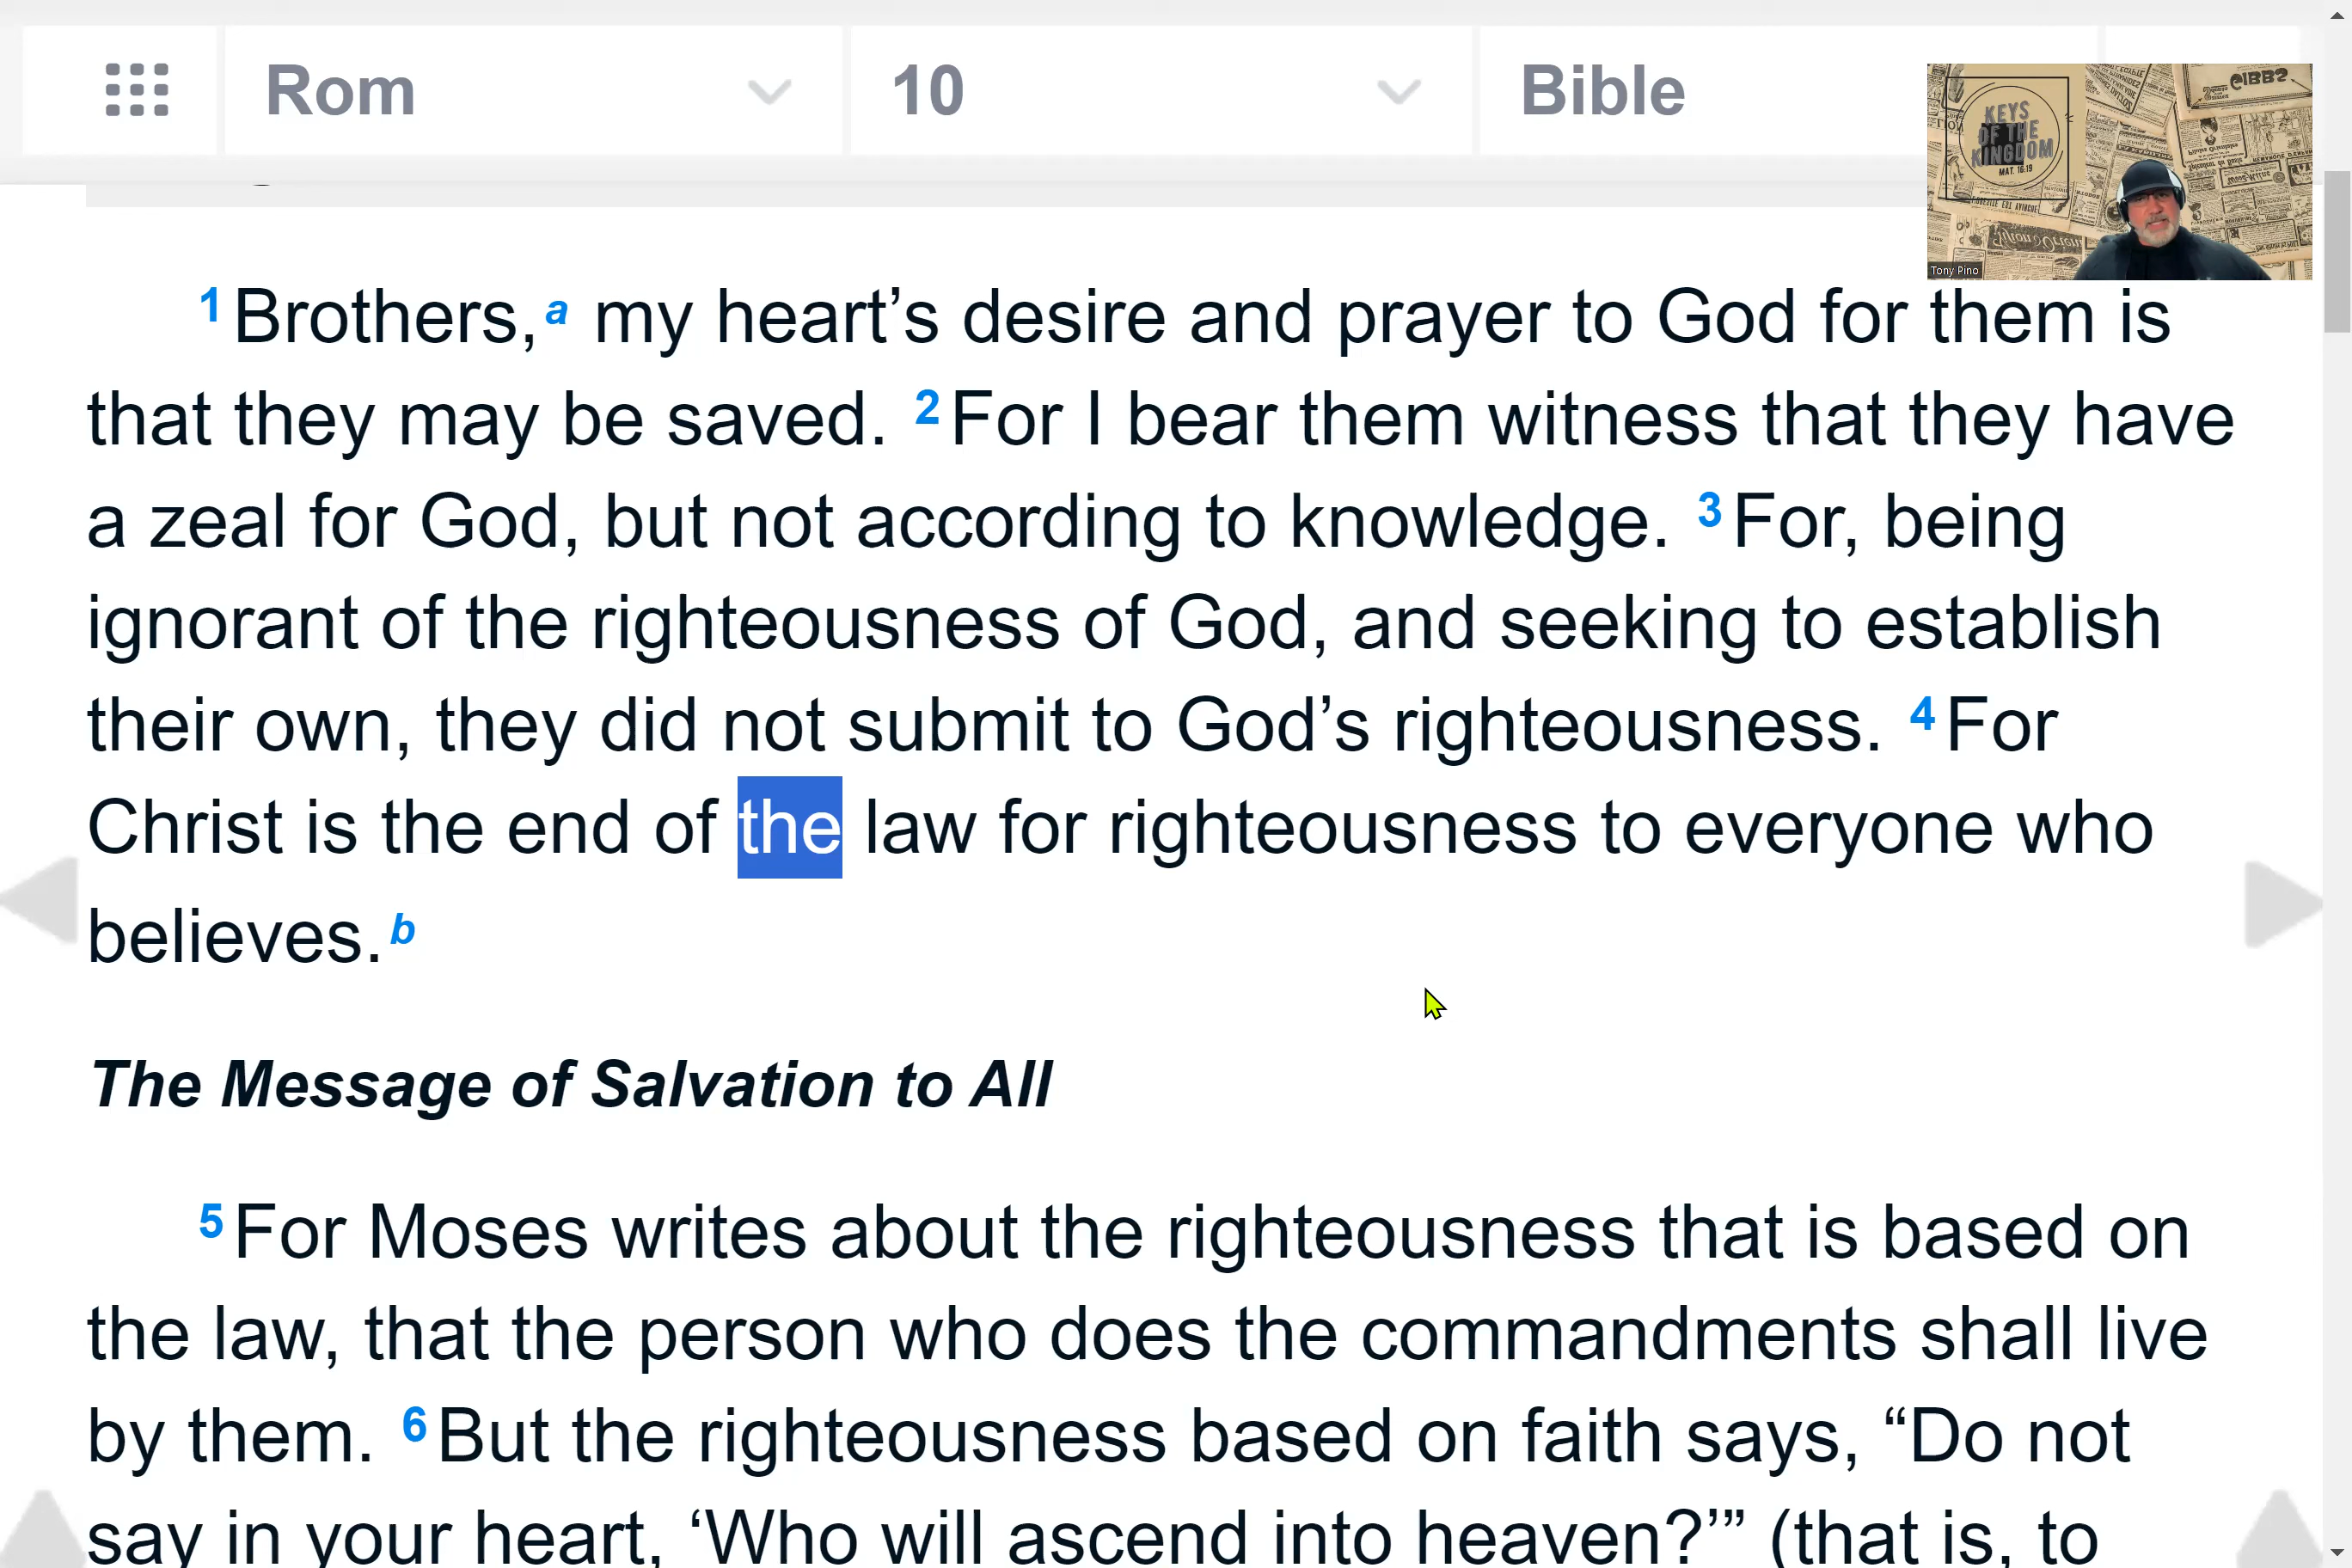 Rom
10
Bible
KEYS
OF THE
KINGDOM
MAT. 16:19
GIBBS
Tony Pino
1 Brothers,a my heart’s desire and prayer to God for them is
that they may be saved. 2 For I bear them witness that they have
a zeal for God, but not according to knowledge. 3 For, being
ignorant of the righteousness of God, and seeking to establish
their own, they did not submit to God’s righteousness. 4 For
Christ is the end of the law for righteousness to everyone who
believes.b
The Message of Salvation to All
5 For Moses writes about the righteousness that is based on
the law, that the person who does the commandments shall live
by them. 6 But the righteousness based on faith says, “Do not
say in your heart, ‘Who will ascend into heaven?’” (that is, to